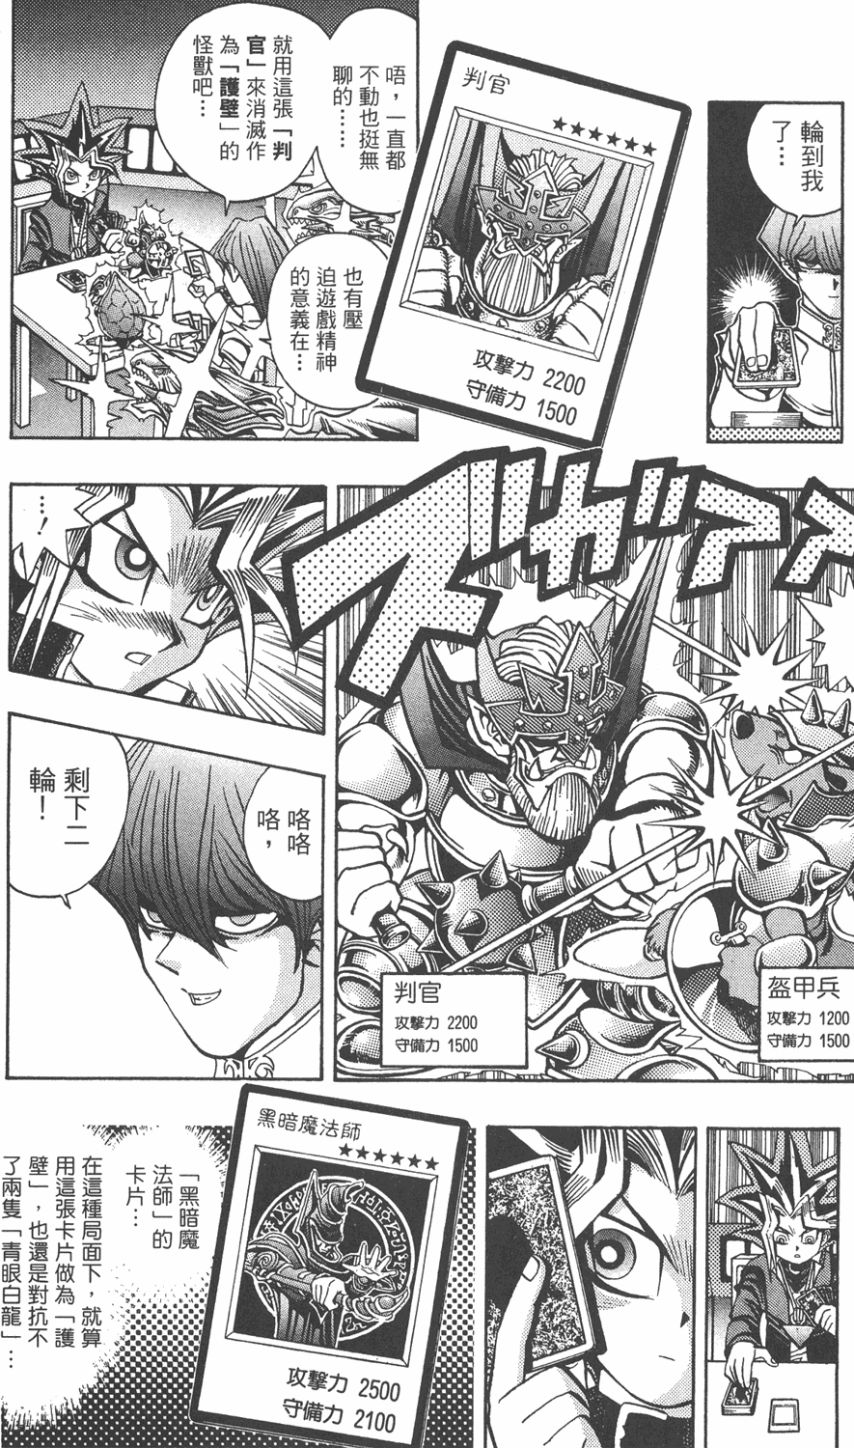 輪到我
了…
判官
★★★★★★
攻擊力 2200
守備力 1500
唔，一直都
不動也挺無
聊的……
就用這張「判
官」來消滅作
為「護壁」的
怪獸吧…
也有壓
迫遊戲精神
的意義在…
ズガァァ
盔甲兵
攻擊力 1200
守備力 1500
判官
攻擊力 2200
守備力 1500
…！
咯咯
咯，
剩下二
輪！
黑暗魔法師
★★★★★★
攻擊力 2500
守備力 2100
「黑暗魔
法師」的
卡片…
在這種局面下，就算
用這張卡片做為「護
壁」，也還是對抗不
了兩隻「青眼白龍」…